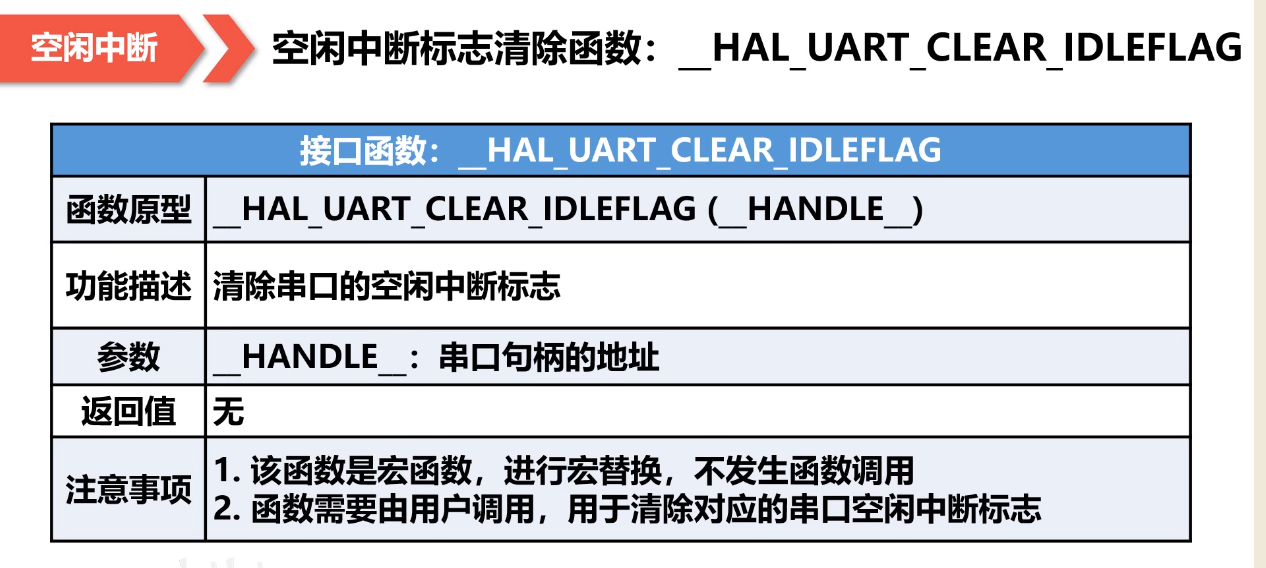 空闲中断
空闲中断标志清除函数：__HAL_UART_CLEAR_IDLEFLAG
接口函数：__HAL_UART_CLEAR_IDLEFLAG
函数原型 __HAL_UART_CLEAR_IDLEFLAG (__HANDLE__)
功能描述 清除串口的空闲中断标志
参数 __HANDLE__：串口句柄的地址
返回值 无
注意事项
1. 该函数是宏函数，进行宏替换，不发生函数调用
2. 函数需要由用户调用，用于清除对应的串口空闲中断标志